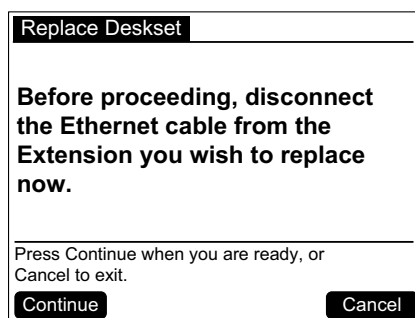 Replace Deskset
Before proceeding, disconnect
the Ethernet cable from the
Extension you wish to replace
now.
Press Continue when you are ready, or
Cancel to exit.
Continue Cancel